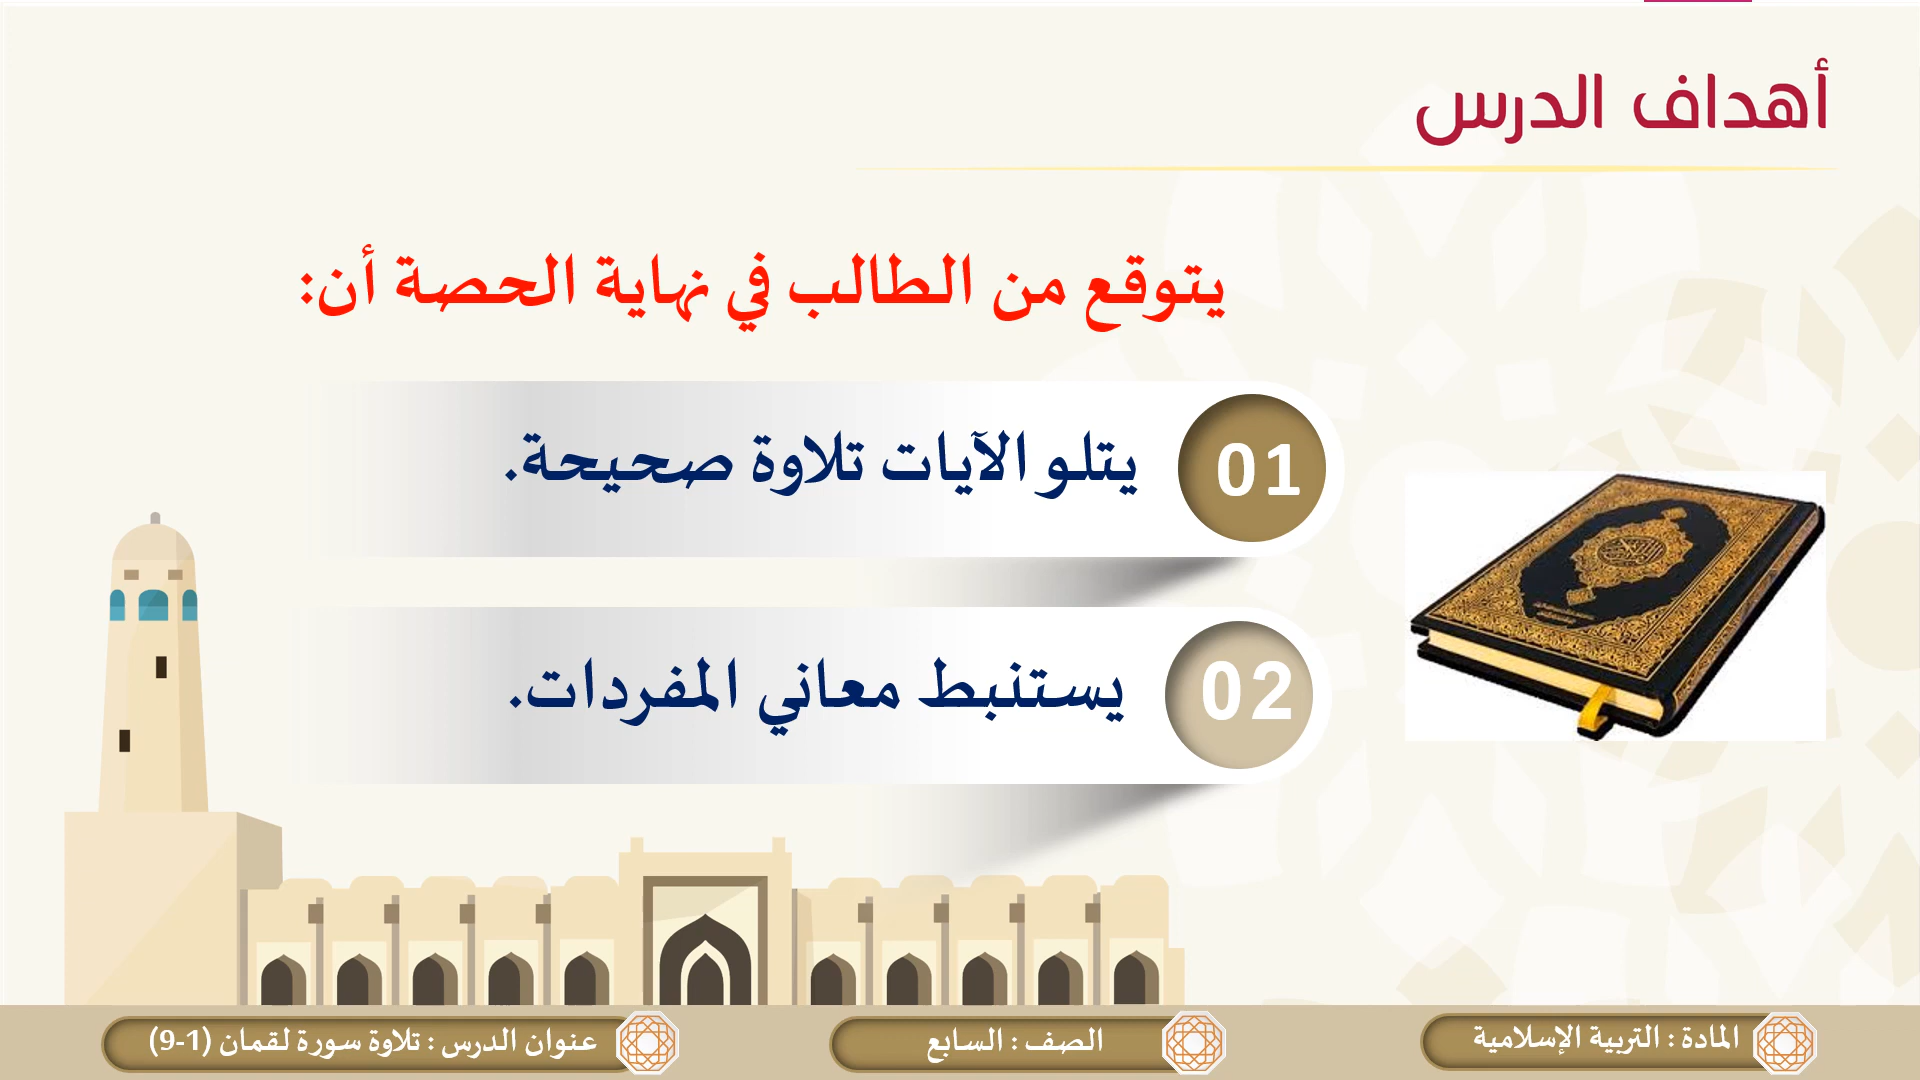 أهداف الدرس
يتوقع من الطالب في نهاية الحصة أن:
01 يتلو الآيات تلاوة صحيحة.
02 يستنبط معاني المفردات.
المادة : التربية الإسلامية
الصف : السابع
عنوان الدرس : تلاوة سورة لقمان (1-9)